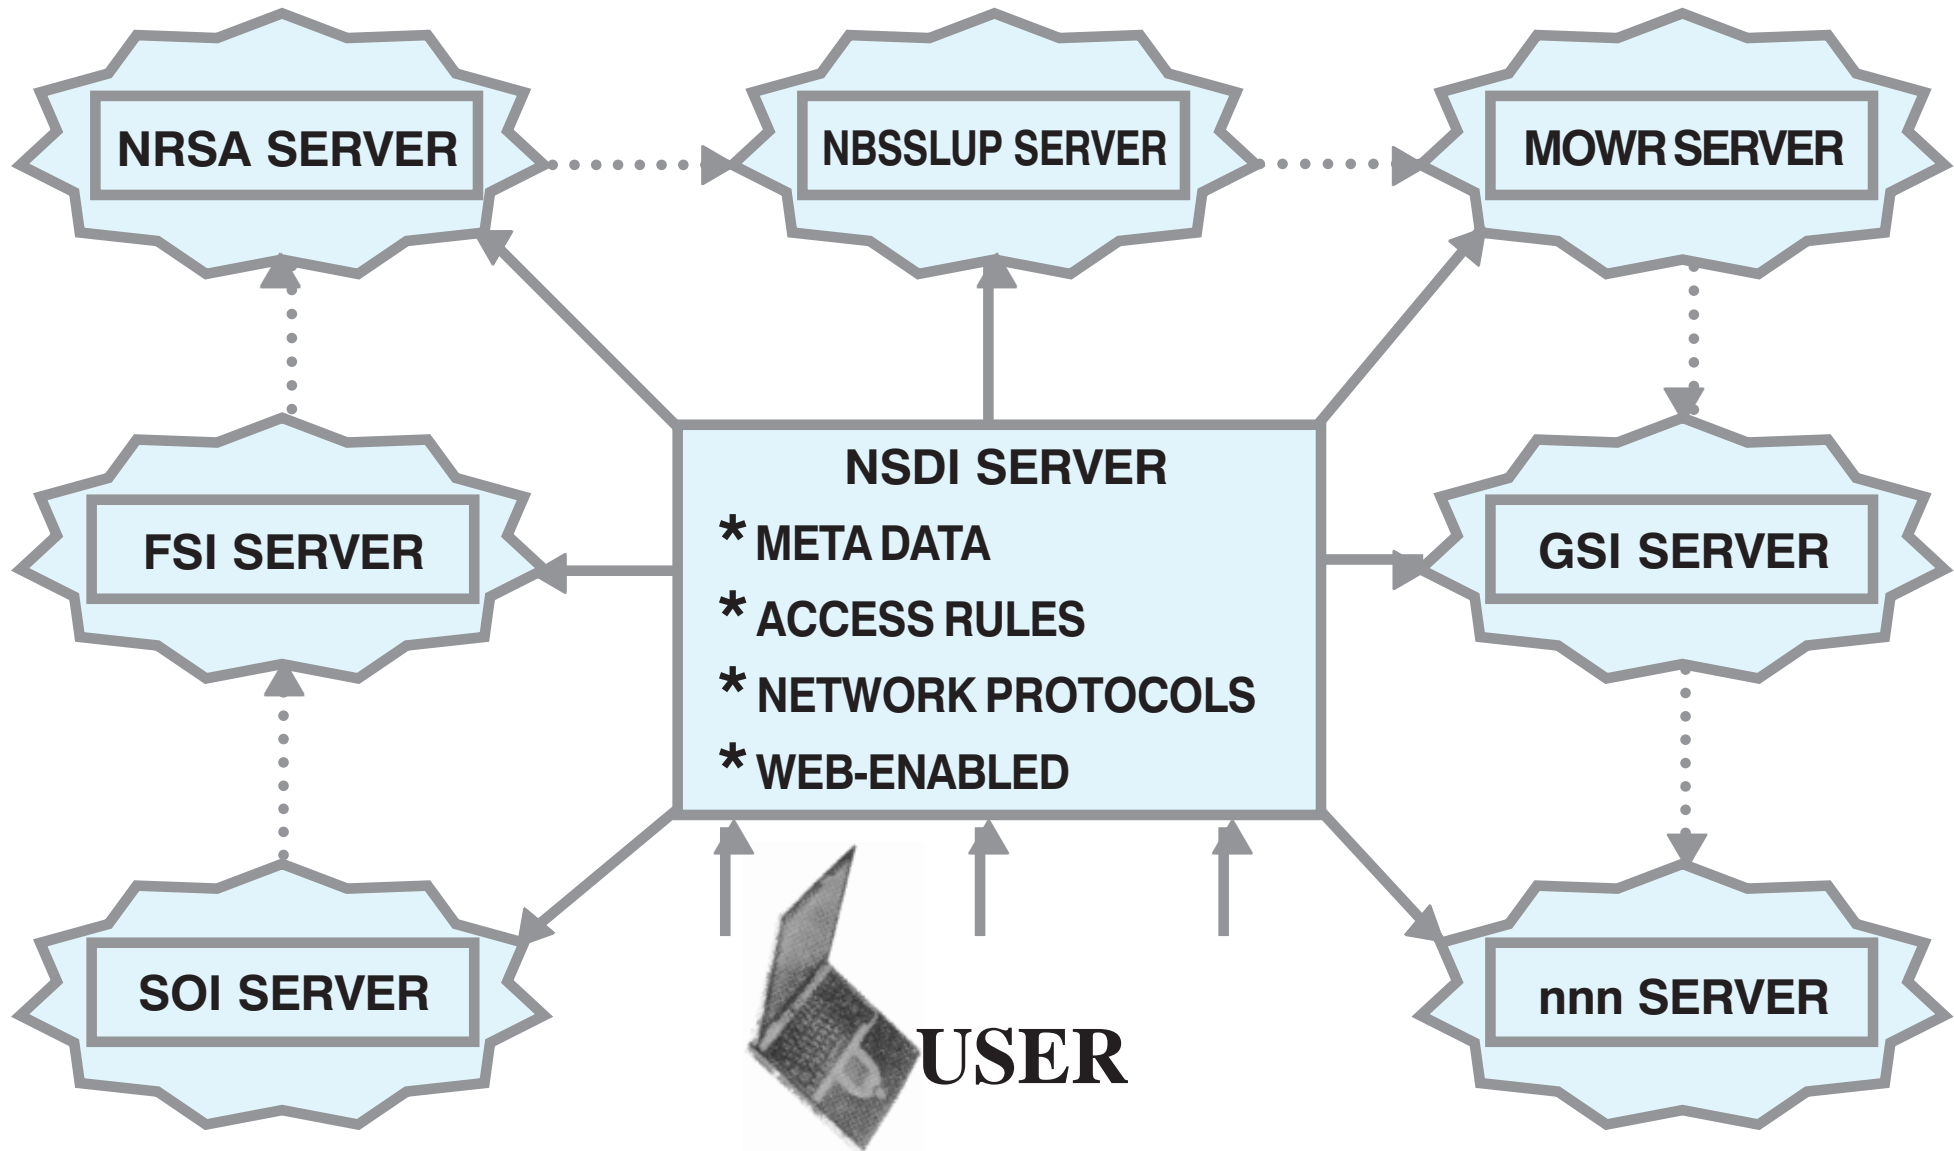 NRSA SERVER
NBSSLUP SERVER
MOWR SERVER
FSI SERVER
NSDI SERVER
* META DATA
* ACCESS RULES
* NETWORK PROTOCOLS
* WEB-ENABLED
GSI SERVER
SOI SERVER
USER
nnn SERVER